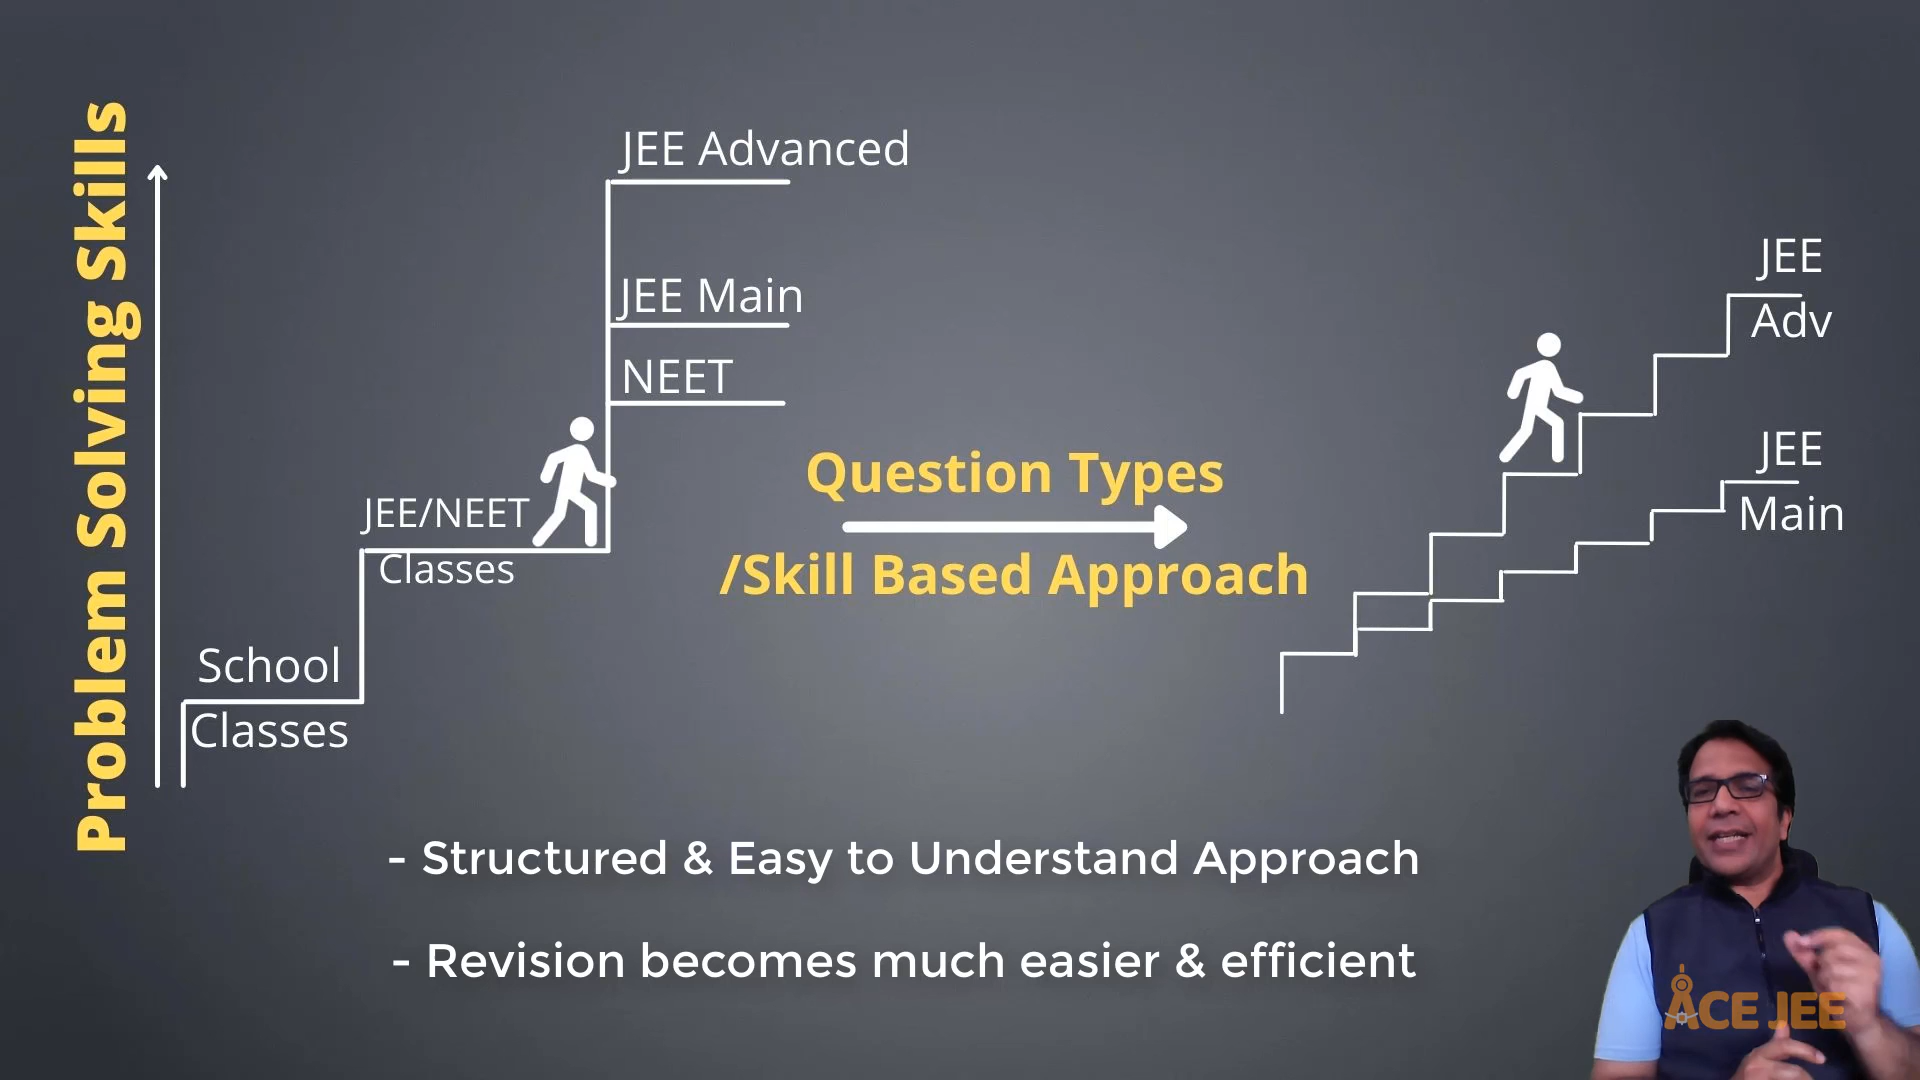 Problem Solving Skills
JEE Advanced
JEE Main
NEET
JEE/NEET
Classes
School
Classes
Question Types
/Skill Based Approach
JEE
Adv
JEE
Main
- Structured & Easy to Understand Approach
- Revision becomes much easier & efficient
ACE JEE